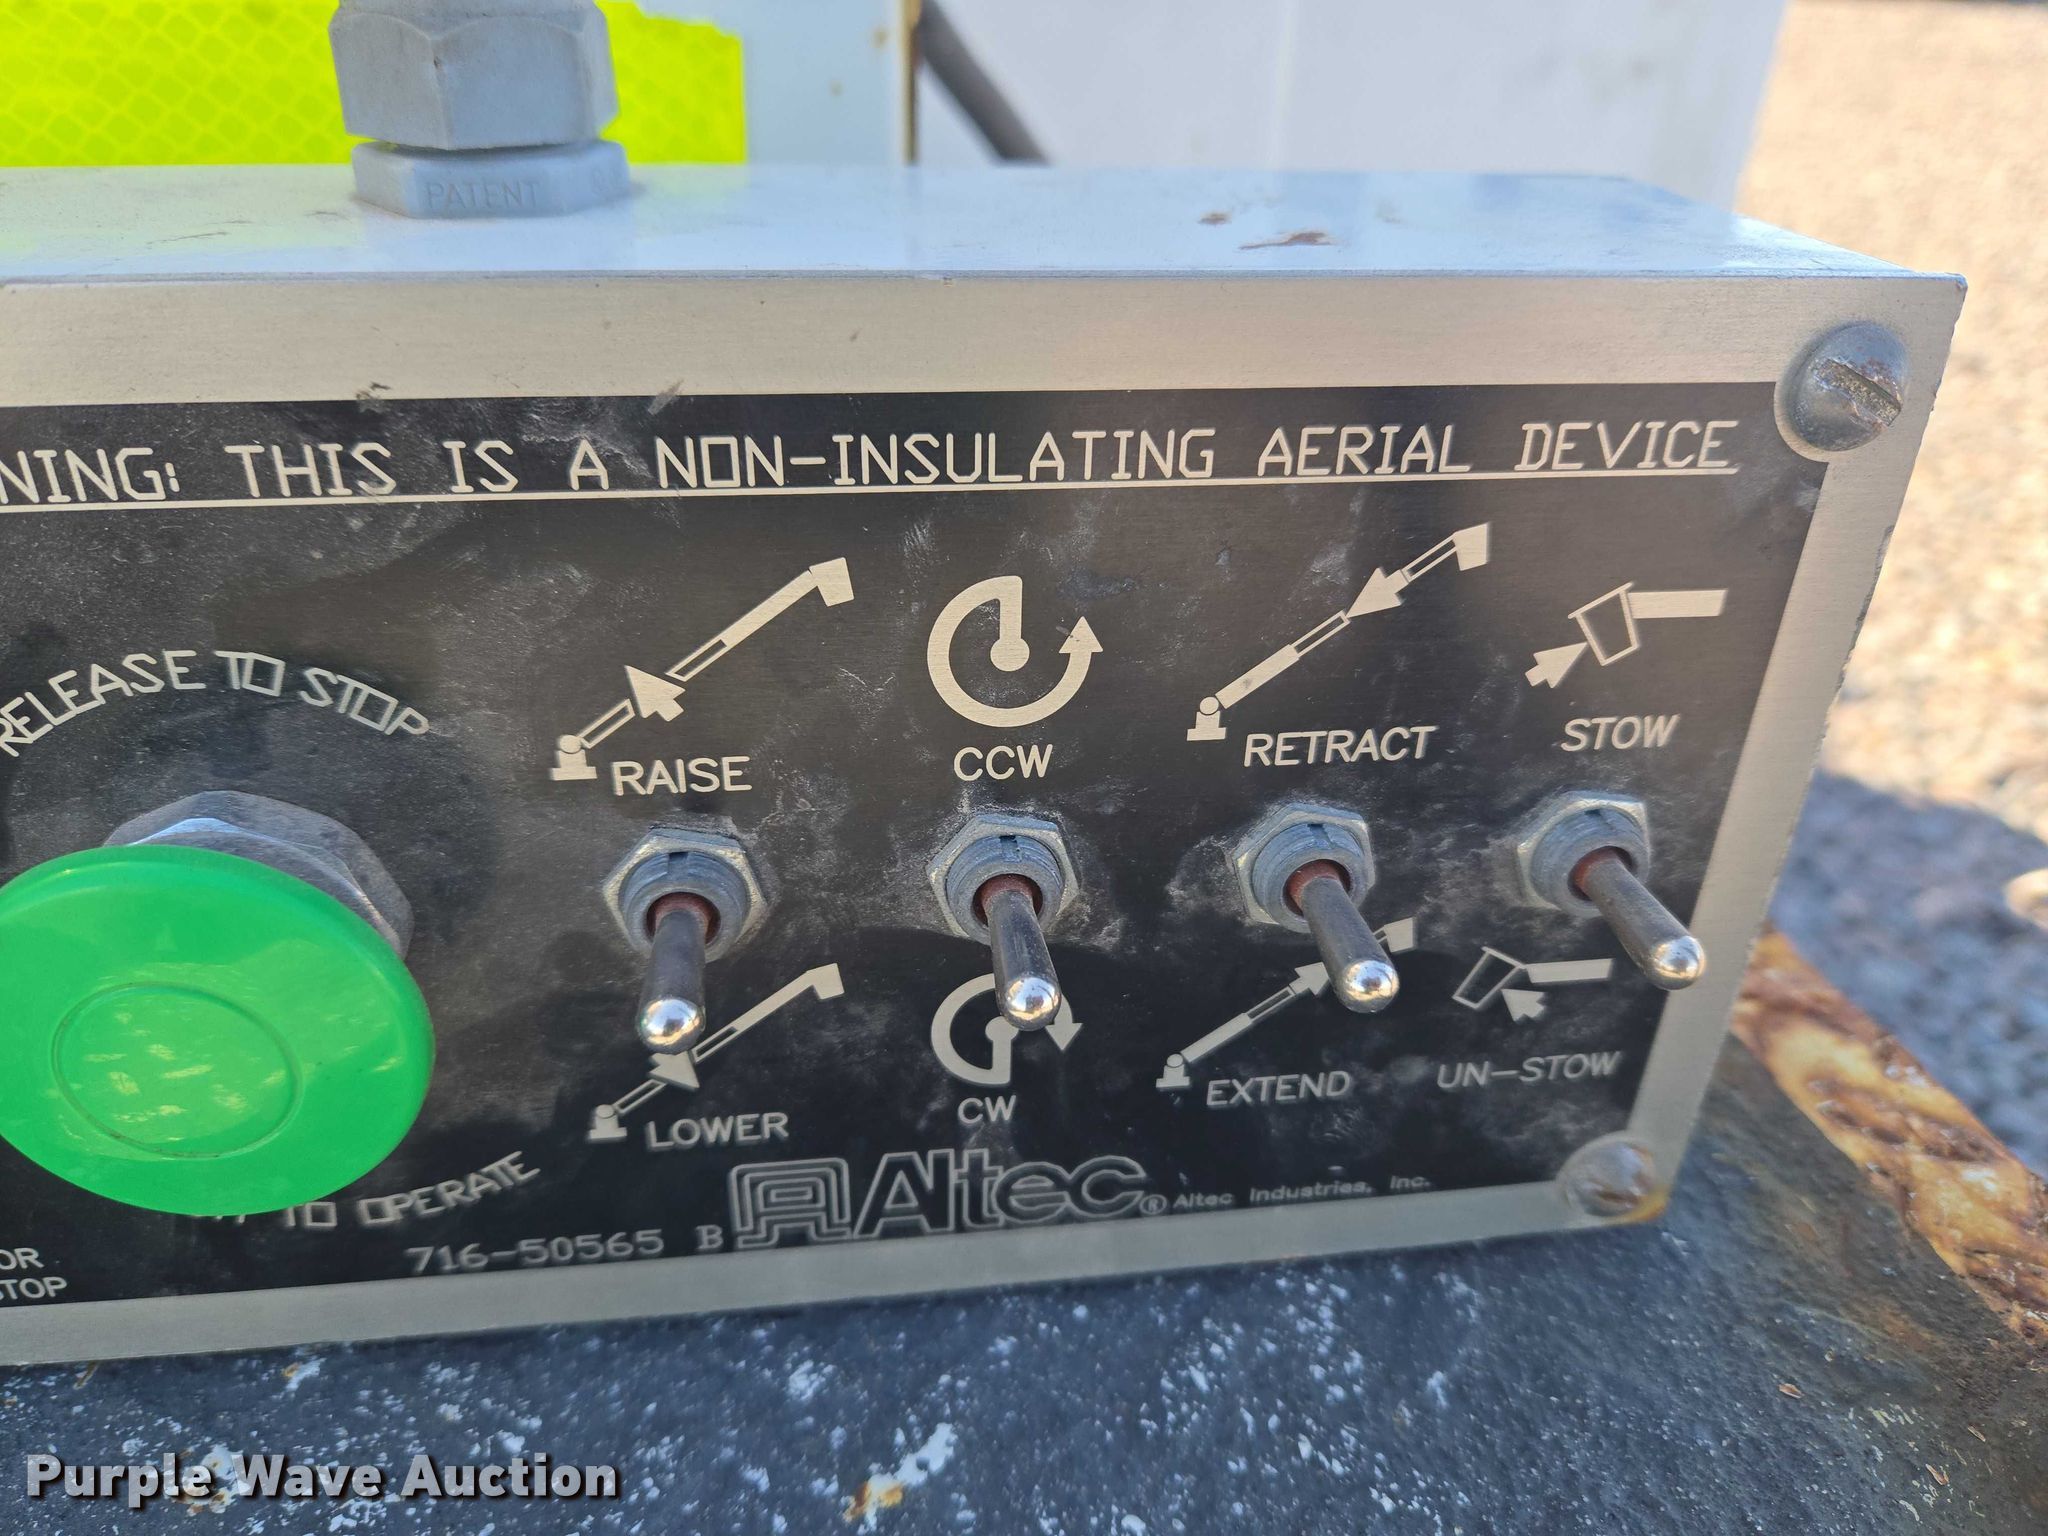 PATENT
NING: THIS IS A NON-INSULATING AERIAL DEVICE
RELEASE TO STOP
RAISE
CCW
RETRACT
STOW
LOWER
CW
EXTEND
UN-STOW
TO OPERATE
Altec® Altec Industries, Inc.
716-50565 B
OR
STOP
Purple Wave Auction